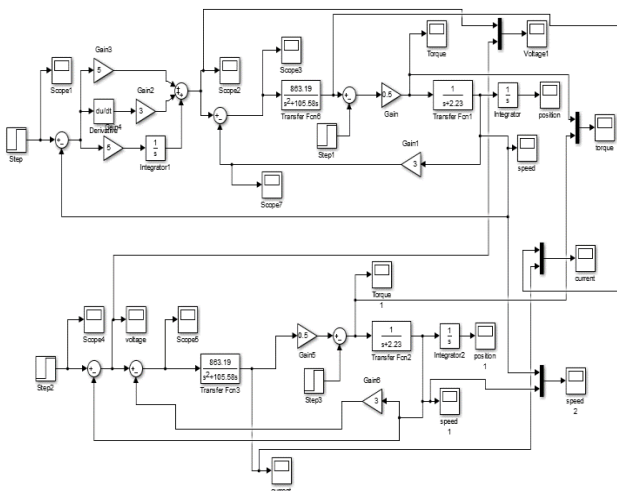 Gain3
5
Scope1
Gain2
du/dt
3
Derivative
Gain4
5
1
s
Integrator1
Step
Scope2
Scope3
863.19
s²+105.58s
Transfer Fcn6
Step1
0.5
Gain
Torque
1
s+2.23
Transfer Fcn1
1
s
Integrator
position
Gain1
3
Scope7
speed
Voltage1
torque
current
Scope4
voltage
Scope5
Step2
863.19
s²+105.58s
Transfer Fcn3
0.5
Gain5
Step3
Torque
1
1
s+2.23
Transfer Fcn2
1
s
Integrator2
position
1
Gain6
3
speed
1
speed
2
current